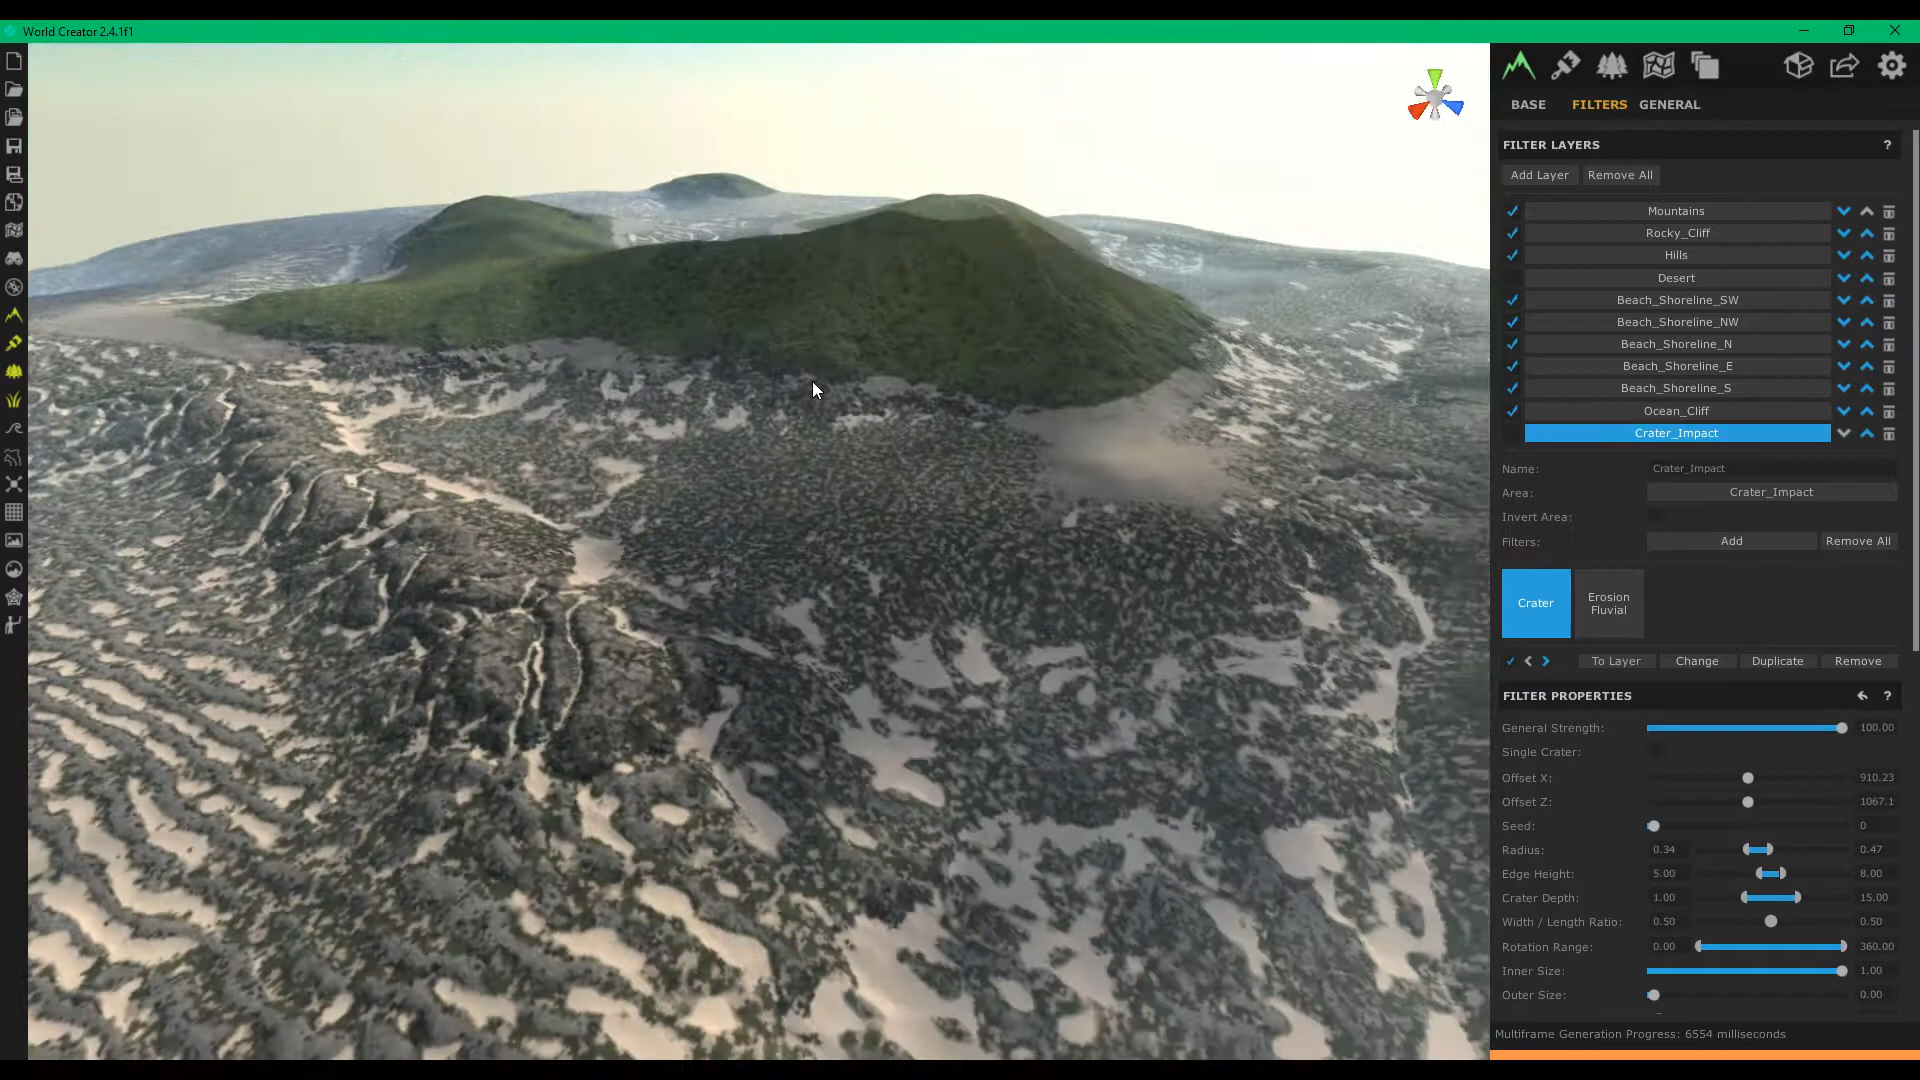 World Creator 2.4.1f1
BASE FILTERS GENERAL
FILTER LAYERS ?
Add Layer Remove All
Mountains
Rocky_Cliff
Hills
Desert
Beach_Shoreline_SW
Beach_Shoreline_NW
Beach_Shoreline_N
Beach_Shoreline_E
Beach_Shoreline_S
Ocean_Cliff
Crater_Impact
Name: Crater_Impact
Area: Crater_Impact
Invert Area:
Filters: Add Remove All
Crater
Erosion
Fluvial
To Layer Change Duplicate Remove
FILTER PROPERTIES ?
General Strength: 100.00
Single Crater:
Offset X: 910.23
Offset Z: 1067.1
Seed: 0
Radius: 0.34 0.47
Edge Height: 5.00 8.00
Crater Depth: 1.00 15.00
Width / Length Ratio: 0.50 0.50
Rotation Range: 0.00 360.00
Inner Size: 1.00
Outer Size: 0.00
Multiframe Generation Progress: 6554 milliseconds